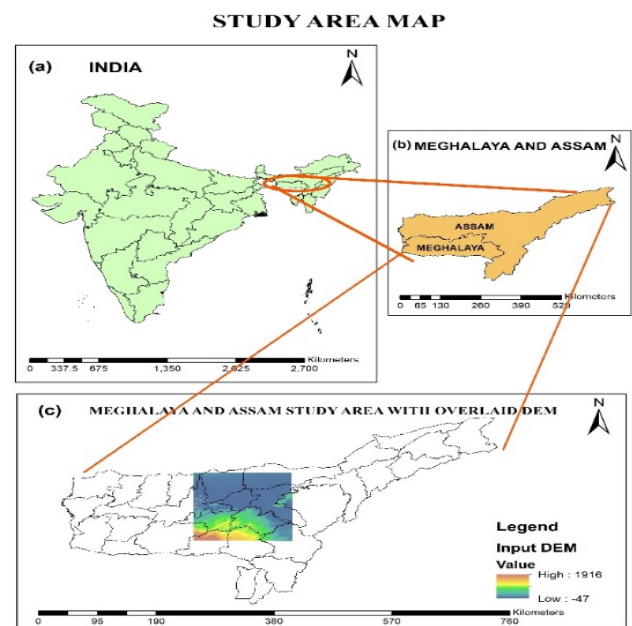 STUDY AREA MAP
(a) INDIA
N
Kilometers
0 337.5 675 1,350 2,025 2,700
(b) MEGHALAYA AND ASSAM
N
ASSAM
MEGHALAYA
Kilometers
0 65 130 260 390 520
(c) MEGHALAYA AND ASSAM STUDY AREA WITH OVERLAID DEM
N
Legend
Input DEM
Value
High : 1916
Low : -47
Kilometers
0 95 190 380 570 760